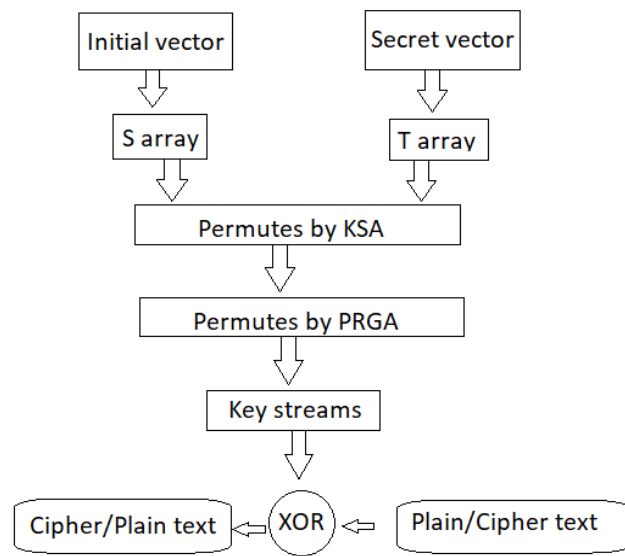 Initial vector
Secret vector
S array
T array
Permutes by KSA
Permutes by PRGA
Key streams
Cipher/Plain text
XOR
Plain/Cipher text